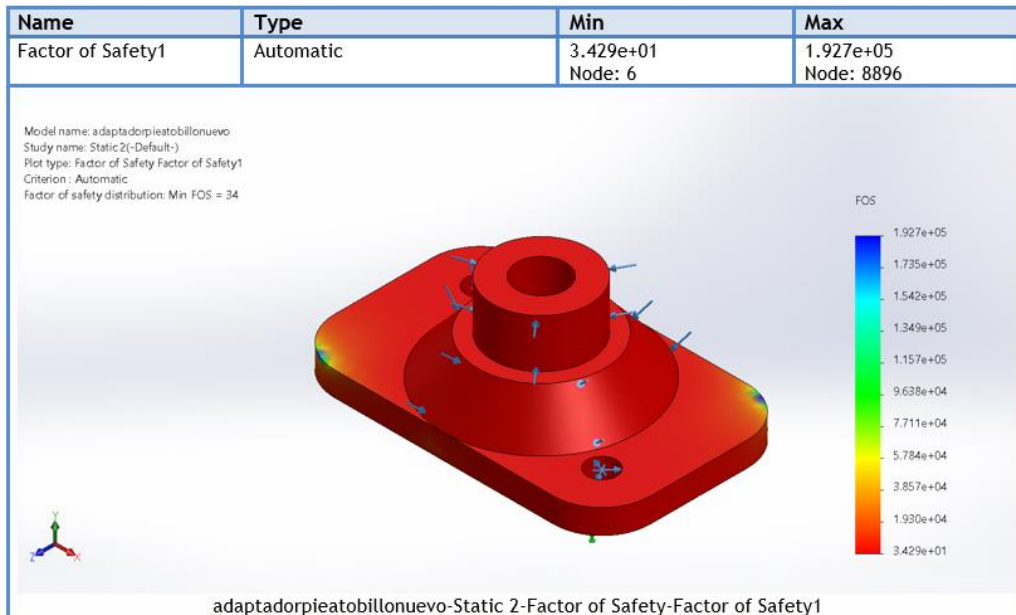 Name Type Min Max
Factor of Safety1 Automatic 3.429e+01 1.927e+05
Node: 6 Node: 8896
Model name: adaptadorpieatobillonuevo
Study name: Static 2(-Default-)
Plot type: Factor of Safety Factor of Safety1
Criterion : Automatic
Factor of safety distribution: Min FOS = 34
FOS
1.927e+05
1.735e+05
1.542e+05
1.349e+05
1.157e+05
9.638e+04
7.711e+04
5.784e+04
3.857e+04
1.930e+04
3.429e+01
Y
Z X
adaptadorpieatobillonuevo-Static 2-Factor of Safety-Factor of Safety1